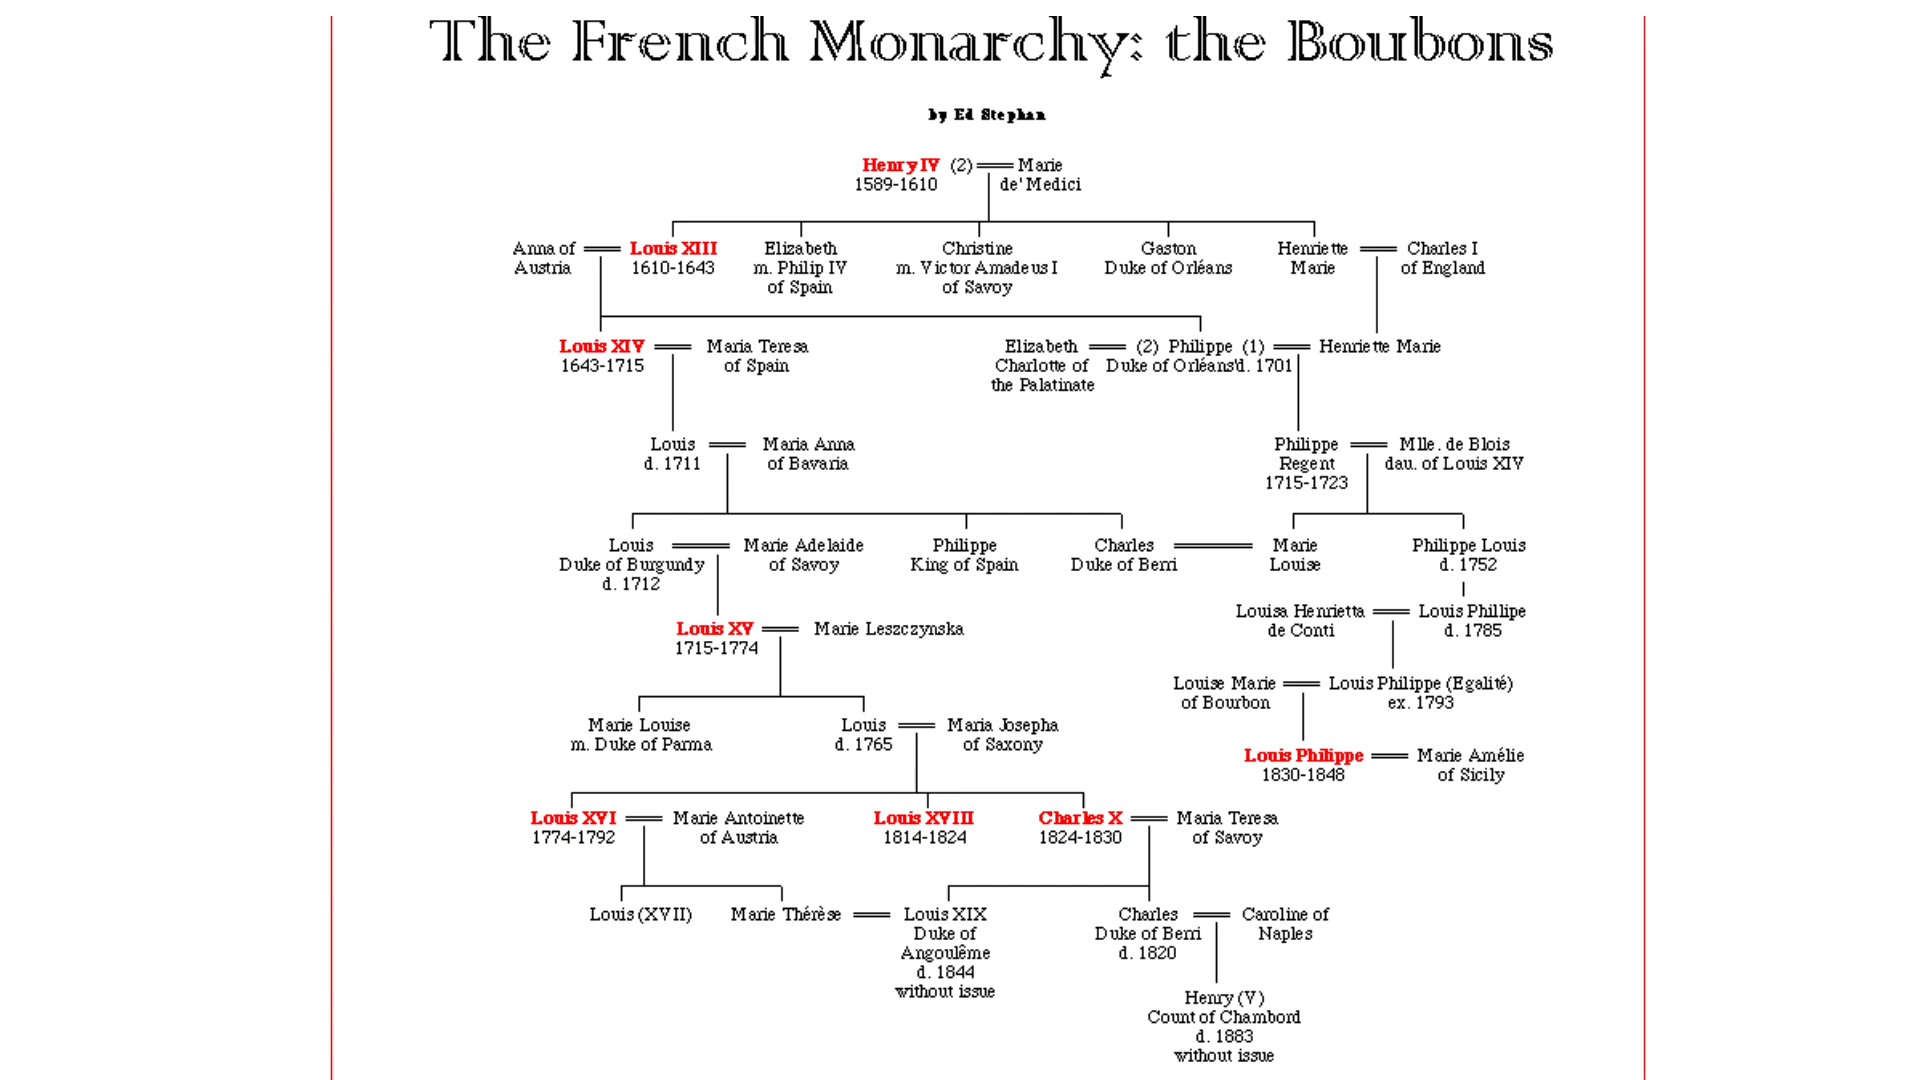 The French Monarchy: the Boubons
by Ed Stephan
Henry IV (2) Marie
1589-1610 de' Medici
Anna of Louis XIII Elizabeth Christine Gaston Henriette Charles I
Austria 1610-1643 m. Philip IV m. Victor Amadeus I Duke of Orléans Marie of England
of Spain of Savoy
Louis XIV Maria Teresa Elizabeth (2) Philippe (1) Henriette Marie
1643-1715 of Spain Charlotte of Duke of Orléans'd. 1701
the Palatinate
Louis Maria Anna Philippe Mlle. de Blois
d. 1711 of Bavaria Regent dau. of Louis XIV
1715-1723
Louis Marie Adelaide Philippe Charles Marie Philippe Louis
Duke of Burgundy of Savoy King of Spain Duke of Berri Louise d. 1752
d. 1712
Louisa Henrietta Louis Phillipe
de Conti d. 1785
Louis XV Marie Leszczynska
1715-1774
Louise Marie Louis Philippe (Egalité)
of Bourbon ex. 1793
Marie Louise Louis Maria Josepha
m. Duke of Parma d. 1765 of Saxony
Louis Philippe Marie Amélie
1830-1848 of Sicily
Louis XVI Marie Antoinette Louis XVIII Charles X Maria Teresa
1774-1792 of Austria 1814-1824 1824-1830 of Savoy
Louis (XVII) Marie Thérèse Louis XIX Charles Caroline of
Duke of Duke of Berri Naples
Angoulême d. 1820
d. 1844
without issue
Henry (V)
Count of Chambord
d. 1883
without issue